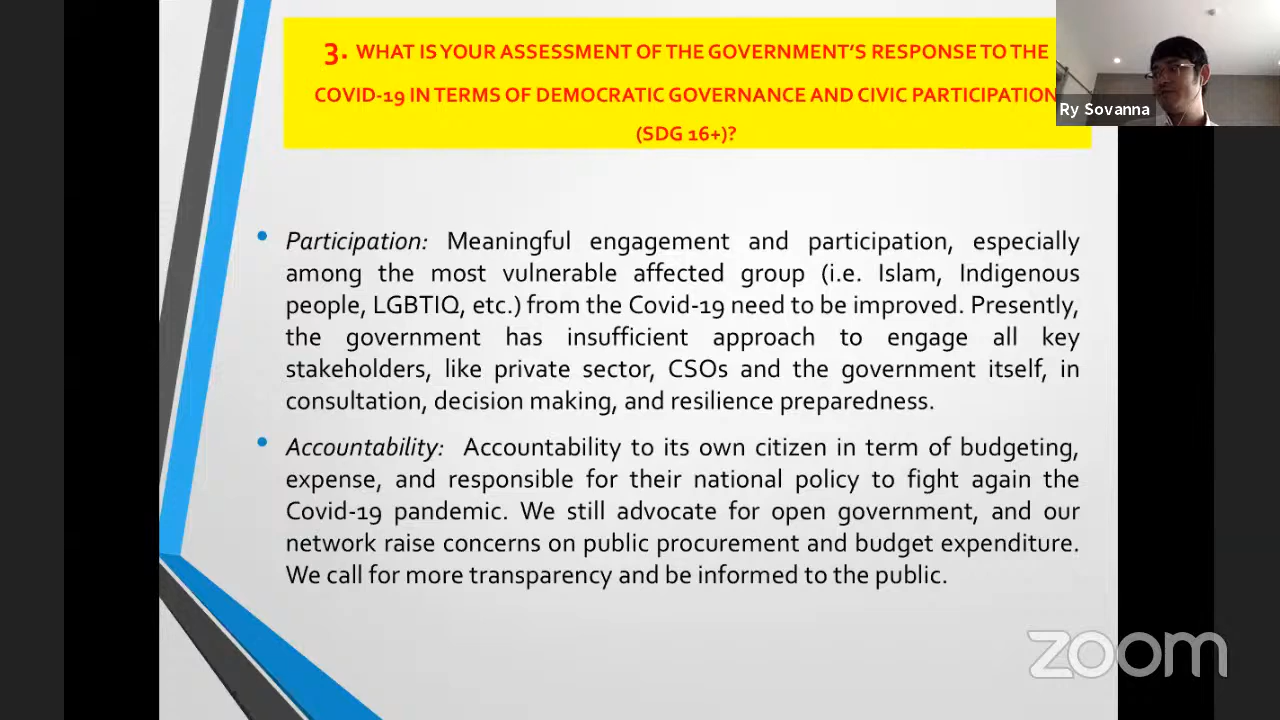 3. WHAT IS YOUR ASSESSMENT OF THE GOVERNMENT'S RESPONSE TO THE
COVID-19 IN TERMS OF DEMOCRATIC GOVERNANCE AND CIVIC PARTICIPATION
(SDG 16+)?
Ry Sovanna
• Participation: Meaningful engagement and participation, especially
among the most vulnerable affected group (i.e. Islam, Indigenous
people, LGBTIQ, etc.) from the Covid-19 need to be improved. Presently,
the government has insufficient approach to engage all key
stakeholders, like private sector, CSOs and the government itself, in
consultation, decision making, and resilience preparedness.
• Accountability: Accountability to its own citizen in term of budgeting,
expense, and responsible for their national policy to fight again the
Covid-19 pandemic. We still advocate for open government, and our
network raise concerns on public procurement and budget expenditure.
We call for more transparency and be informed to the public.
zoom